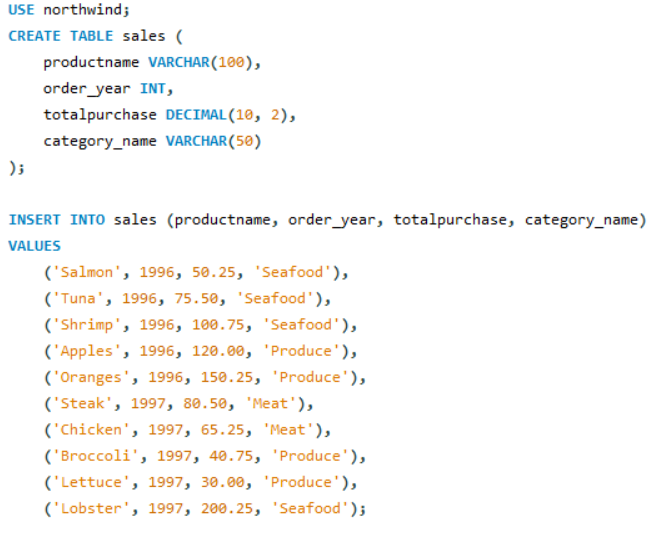 USE northwind;
CREATE TABLE sales (
    productname VARCHAR(100),
    order_year INT,
    totalpurchase DECIMAL(10, 2),
    category_name VARCHAR(50)
);

INSERT INTO sales (productname, order_year, totalpurchase, category_name)
VALUES
    ('Salmon', 1996, 50.25, 'Seafood'),
    ('Tuna', 1996, 75.50, 'Seafood'),
    ('Shrimp', 1996, 100.75, 'Seafood'),
    ('Apples', 1996, 120.00, 'Produce'),
    ('Oranges', 1996, 150.25, 'Produce'),
    ('Steak', 1997, 80.50, 'Meat'),
    ('Chicken', 1997, 65.25, 'Meat'),
    ('Broccoli', 1997, 40.75, 'Produce'),
    ('Lettuce', 1997, 30.00, 'Produce'),
    ('Lobster', 1997, 200.25, 'Seafood');